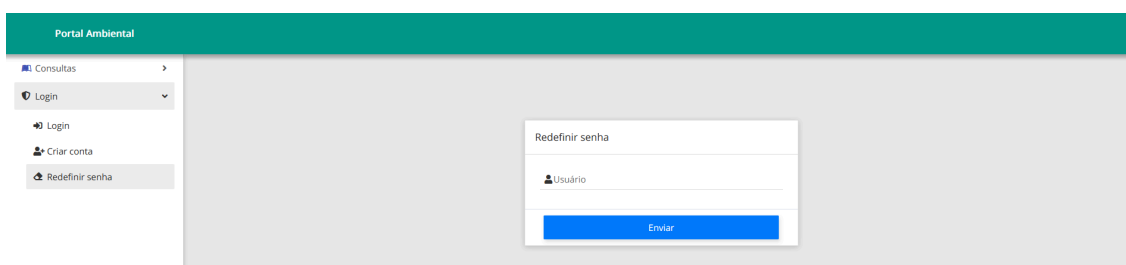 Portal Ambiental
Consultas
Login
Login
Criar conta
Redefinir senha
Redefinir senha
Usuário
Enviar